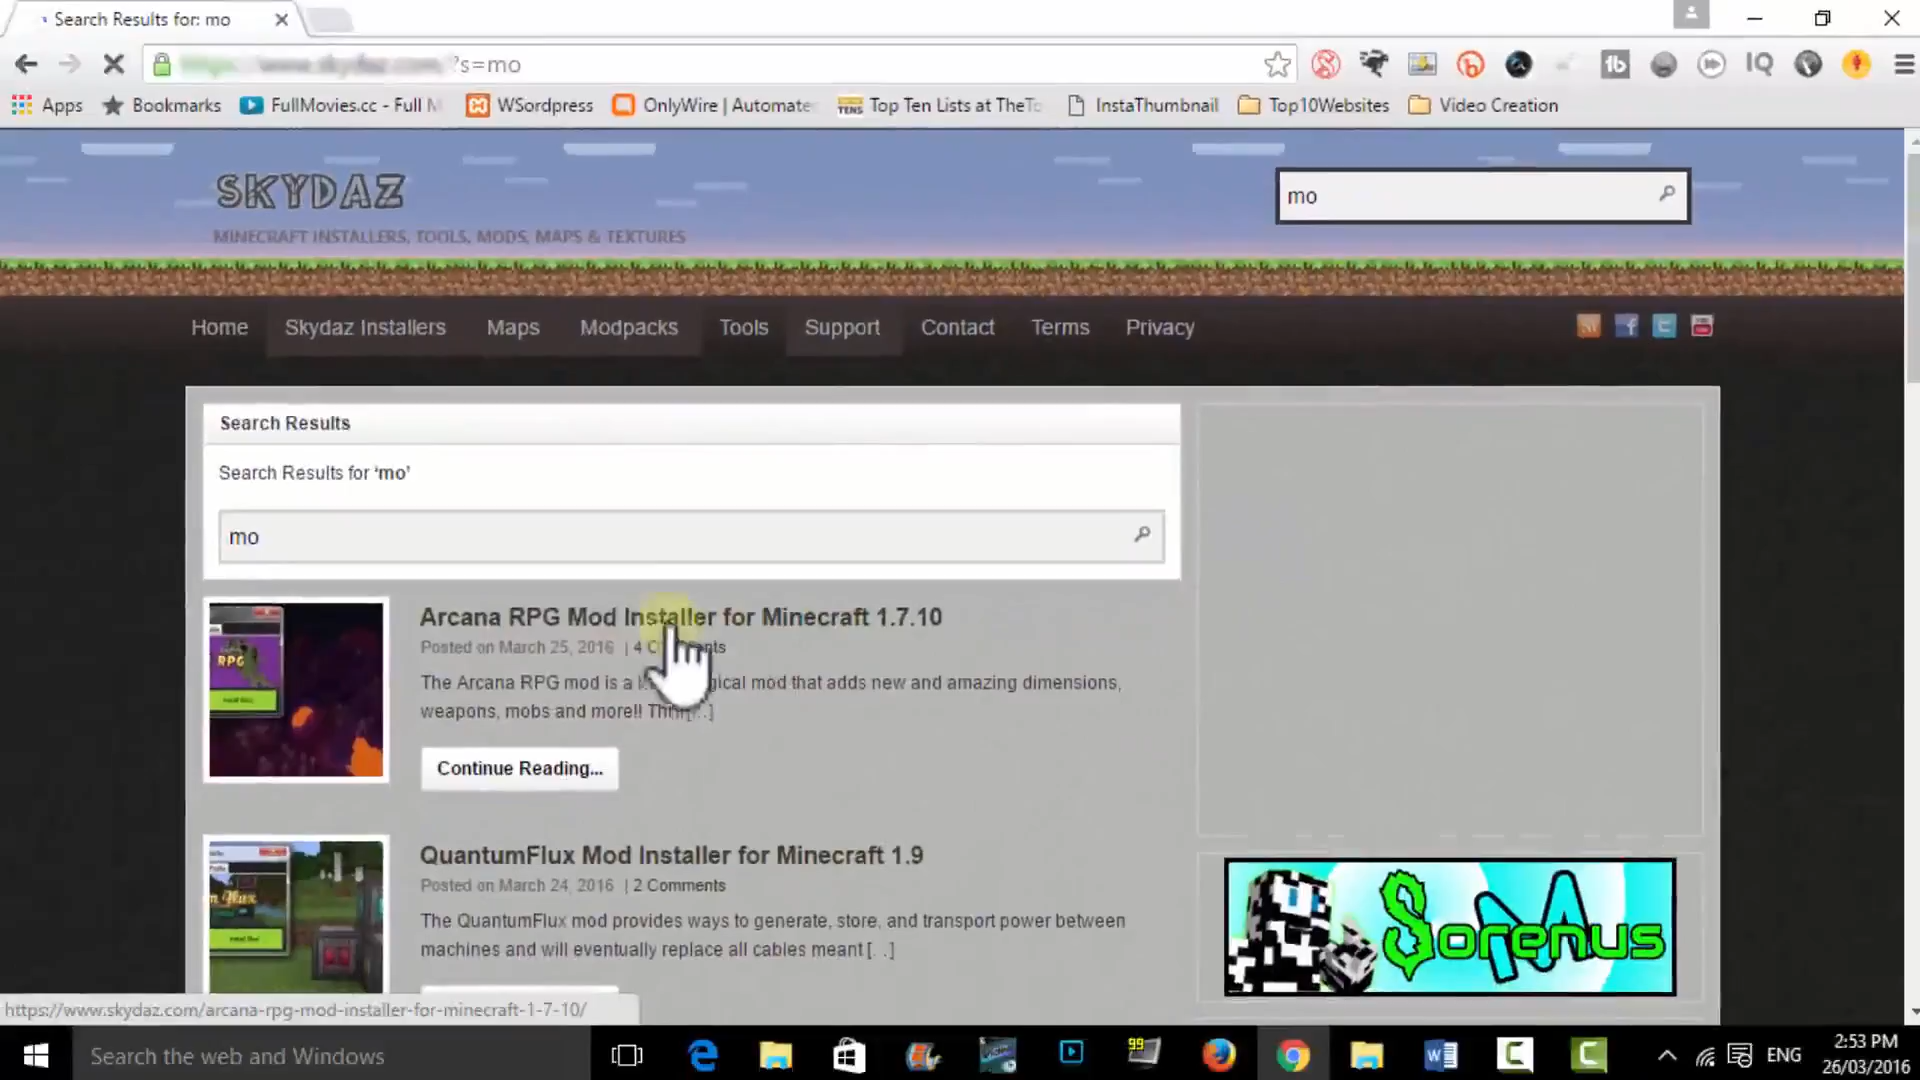 Search Results for: mo
?s=mo
Apps Bookmarks FullMovies.cc - Full M WSordpress OnlyWire | Automate Top Ten Lists at TheTo InstaThumbnail Top10Websites Video Creation
SKYDAZ
MINECRAFT INSTALLERS, TOOLS, MODS, MAPS & TEXTURES
mo
Home Skydaz Installers Maps Modpacks Tools Support Contact Terms Privacy
Search Results
Search Results for ‘mo’
mo
Arcana RPG Mod Installer for Minecraft 1.7.10
Posted on March 25, 2016 | 4
The Arcana RPG mod is a mod that adds new and amazing dimensions,
weapons, mobs and more!!
Continue Reading...
QuantumFlux Mod Installer for Minecraft 1.9
Posted on March 24, 2016 | 2 Comments
The QuantumFlux mod provides ways to generate, store, and transport power between
machines and will eventually replace all cables meant [...]
Sorenus
M
https://www.skydaz.com/arcana-rpg-mod-installer-for-minecraft-1-7-10/
Search the web and Windows
99
ENG
2:53 PM
26/03/2016